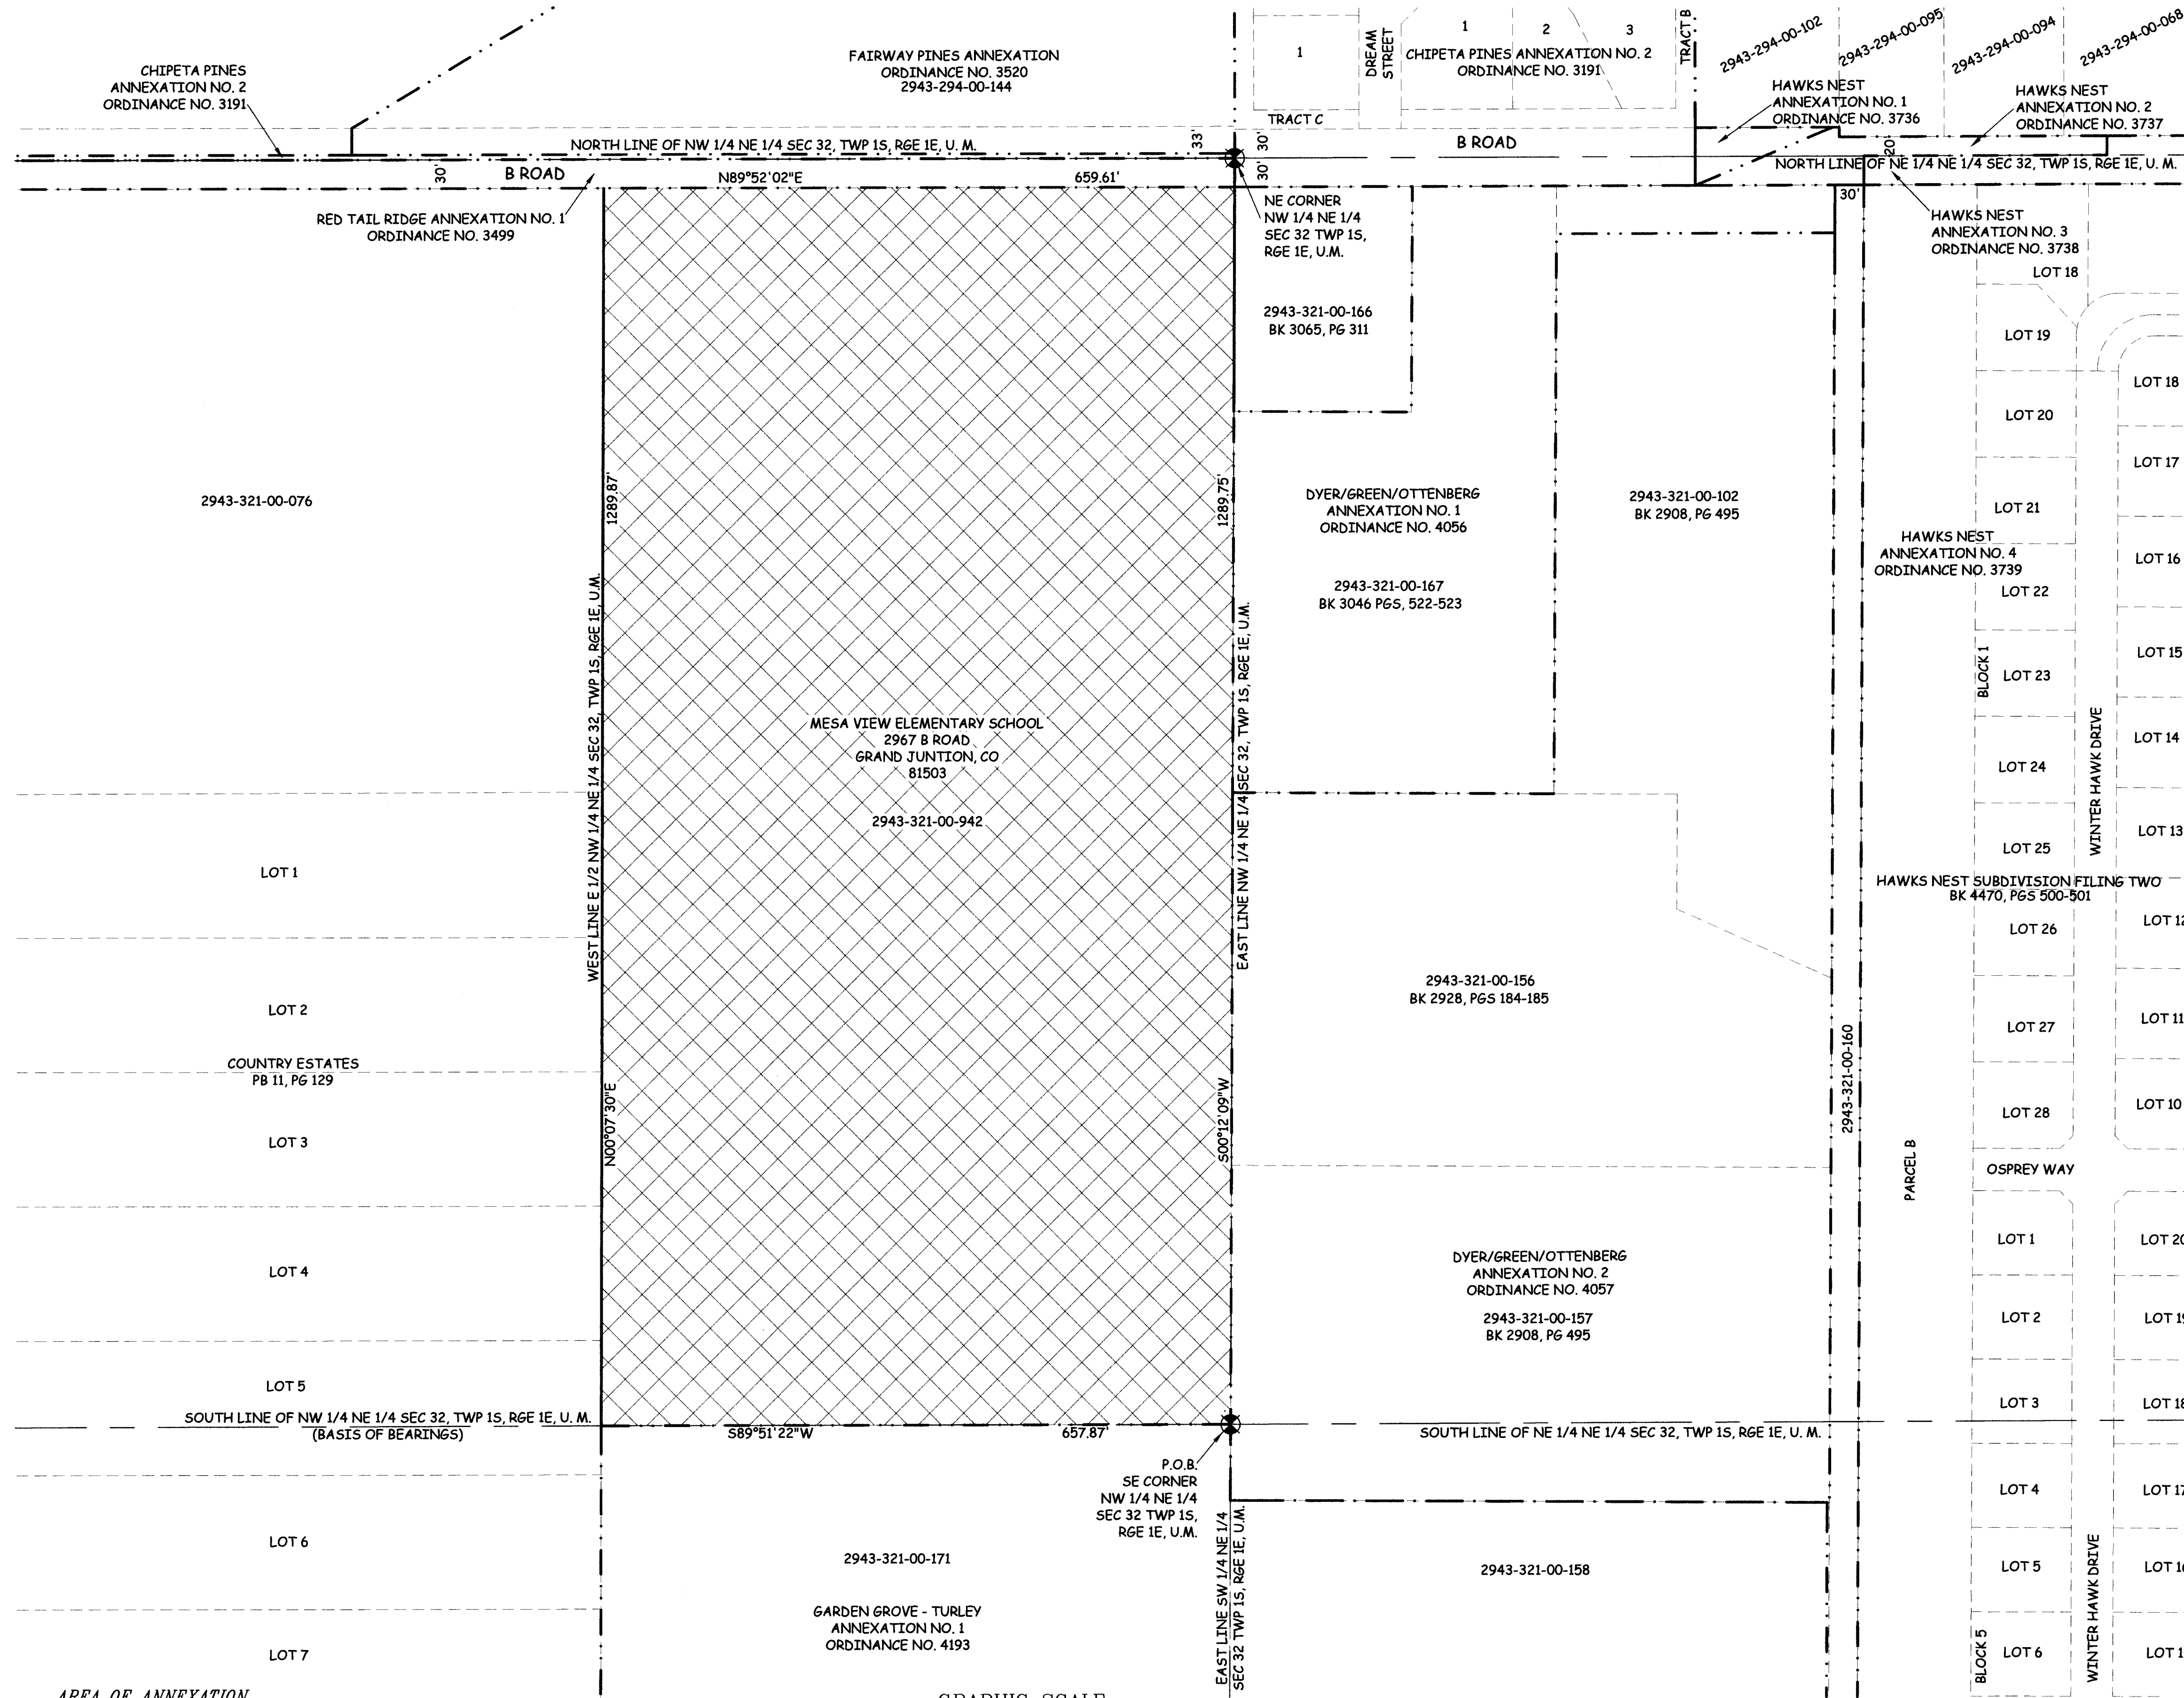 CHIPETA PINES
ANNEXATION NO. 2
ORDINANCE NO. 3191
FAIRWAY PINES ANNEXATION
ORDINANCE NO. 3520
2943-294-00-144
1
DREAM
STREET
1
2
3
CHIPETA PINES ANNEXATION NO. 2
ORDINANCE NO. 3191
TRACT B
2943-294-00-102
2943-294-00-095
2943-294-00-094
2943-294-00-068
HAWKS NEST
ANNEXATION NO. 1
ORDINANCE NO. 3736
HAWKS NEST
ANNEXATION NO. 2
ORDINANCE NO. 3737
TRACT C
NORTH LINE OF NW 1/4 NE 1/4 SEC 32, TWP 1S, RGE 1E, U. M.
33'
30'
B ROAD
20'
NORTH LINE OF NE 1/4 NE 1/4 SEC 32, TWP 1S, RGE 1E, U. M.
30'
B ROAD
N89°52'02"E
659.61'
30'
30'
RED TAIL RIDGE ANNEXATION NO. 1
ORDINANCE NO. 3499
NE CORNER
NW 1/4 NE 1/4
SEC 32 TWP 1S,
RGE 1E, U.M.
HAWKS NEST
ANNEXATION NO. 3
ORDINANCE NO. 3738
LOT 18
2943-321-00-166
BK 3065, PG 311
LOT 19
LOT 18
LOT 20
LOT 17
2943-321-00-076
1289.87'
1289.75'
DYER/GREEN/OTTENBERG
ANNEXATION NO. 1
ORDINANCE NO. 4056
2943-321-00-102
BK 2908, PG 495
LOT 21
HAWKS NEST
ANNEXATION NO. 4
ORDINANCE NO. 3739
LOT 16
2943-321-00-167
BK 3046 PGS, 522-523
LOT 22
WEST LINE E 1/2 NW 1/4 NE 1/4 SEC 32, TWP 1S, RGE 1E, U.M.
EAST LINE NW 1/4 NE 1/4 SEC 32, TWP 1S, RGE 1E, U.M.
BLOCK 1
LOT 23
LOT 15
MESA VIEW ELEMENTARY SCHOOL
2967 B ROAD
GRAND JUNTION, CO
81503
2943-321-00-942
WINTER HAWK DRIVE
LOT 14
LOT 24
LOT 13
LOT 25
LOT 1
HAWKS NEST SUBDIVISION FILING TWO
BK 4470, PGS 500-501
LOT 26
LOT 12
2943-321-00-156
BK 2928, PGS 184-185
LOT 2
LOT 27
LOT 11
COUNTRY ESTATES
PB 11, PG 129
N00°07'30"E
S00°12'09"W
2943-321-00-160
LOT 28
LOT 10
LOT 3
PARCEL B
OSPREY WAY
LOT 4
DYER/GREEN/OTTENBERG
ANNEXATION NO. 2
ORDINANCE NO. 4057
2943-321-00-157
BK 2908, PG 495
LOT 1
LOT 20
LOT 2
LOT 19
LOT 5
LOT 3
LOT 18
SOUTH LINE OF NW 1/4 NE 1/4 SEC 32, TWP 1S, RGE 1E, U. M.
(BASIS OF BEARINGS)
S89°51'22"W
657.87'
SOUTH LINE OF NE 1/4 NE 1/4 SEC 32, TWP 1S, RGE 1E, U. M.
P.O.B.
SE CORNER
NW 1/4 NE 1/4
SEC 32 TWP 1S,
RGE 1E, U.M.
LOT 4
LOT 17
LOT 6
2943-321-00-171
EAST LINE SW 1/4 NE 1/4
SEC 32 TWP 1S, RGE 1E, U.M.
2943-321-00-158
LOT 5
LOT 16
WINTER HAWK DRIVE
GARDEN GROVE - TURLEY
ANNEXATION NO. 1
ORDINANCE NO. 4193
LOT 7
BLOCK 5
LOT 6
LOT 1
AREA OF ANNEXATION
GRAPHIC SCALE